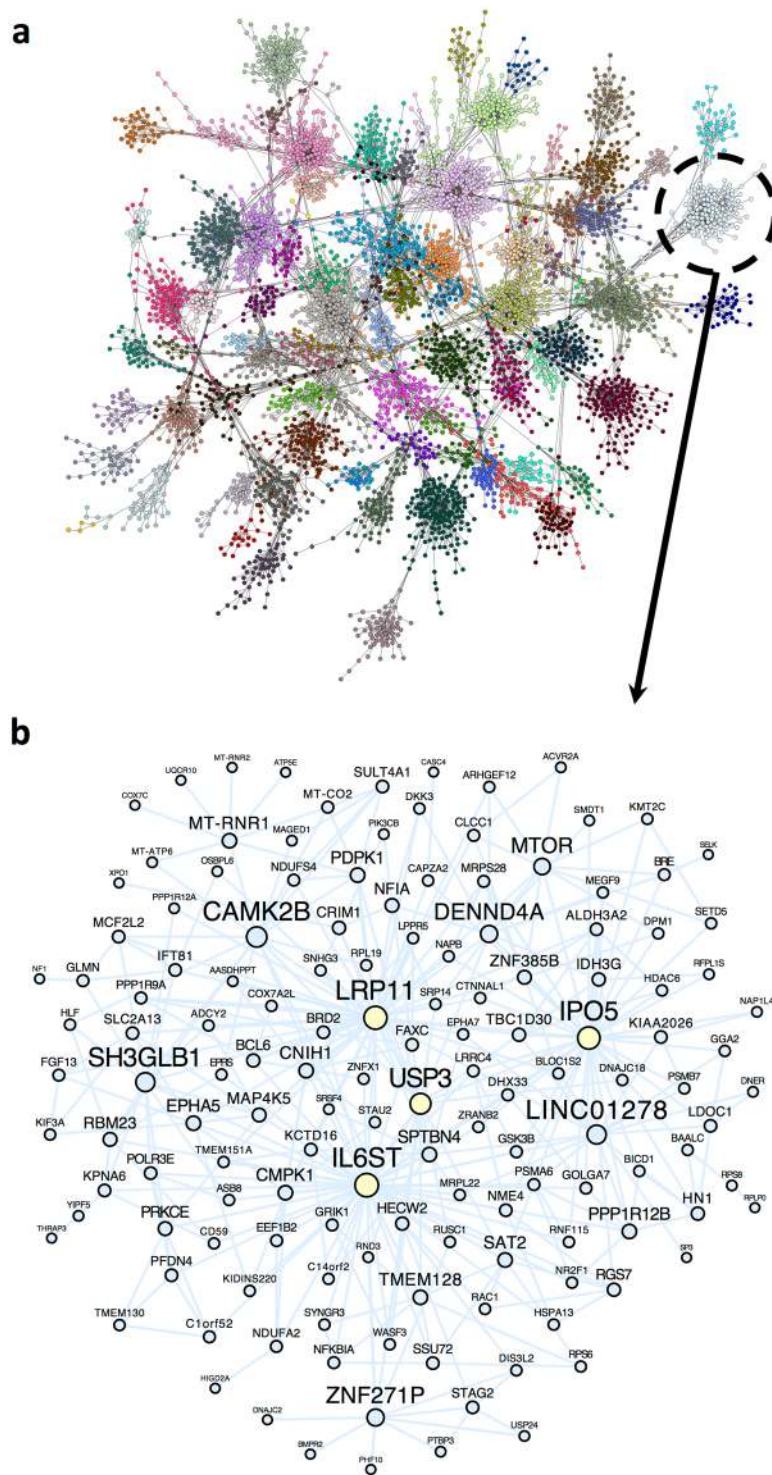 a
b
MT-RNR2
ATP5E
CASC4
ACVR2A
UQCR10
SULT4A1
ARHGEF12
COX7C
MT-CO2
DKK3
SMDT1
KMT2C
MT-RNR1
MAGED1
PIK3CB
CLCC1
MTOR
SELK
MT-ATP6
OSBPL6
NDUFS4
PDPK1
CAPZA2
MRPS28
BRE
MEGF9
PPP1R12A
CAMK2B
CRIM1
NFIA
DENND4A
ALDH3A2
DPM1
SETD5
MCF2L2
LPPR5
IFT81
SNHG3
RPL19
NAPB
ZNF385B
IDH3G
NF1
GLMN
AASDHPPT
CTNNAL1
HDAC6
RFPL1S
PPP1R9A
COX7A2L
LRP11
SRP14
IPO5
NAP1L4
HLF
SLC2A13
ADCY2
BRD2
FAXC
EPHA7
TBC1D30
KIAA2026
GGA2
SH3GLB1
BCL6
CNIH1
ZNFX1
USP3
LRRC4
BLOC1S2
DNAJC18
FGF13
EPRS
DHX33
PSMB7
DNER
KIF3A
RBM23
EPHA5
MAP4K5
SRSF4
STAU2
ZRANB2
LINC01278
LDOC1
KCTD16
SPTBN4
GSK3B
BAALC
POLR3E
TMEM151A
IL6ST
BICD1
KPNA6
ASB8
CMPK1
MRPL22
PSMA6
GOLGA7
RPS8
YIPF5
NME4
HN1
RPLP0
THRAP3
PRKCE
CD59
EEF1B2
GRIK1
HECW2
RUSC1
RNF115
PPP1R12B
RND3
SAT2
SP3
PFDN4
KIDINS220
C14orf2
TMEM128
NR2F1
RGS7
RAC1
TMEM130
C1orf52
SYNGR3
HSPA13
NDUFA2
NFKBIA
WASF3
SSU72
DIS3L2
RPS6
HIGD2A
ZNF271P
STAG2
USP24
BMPR2
PTBP3
PHF10